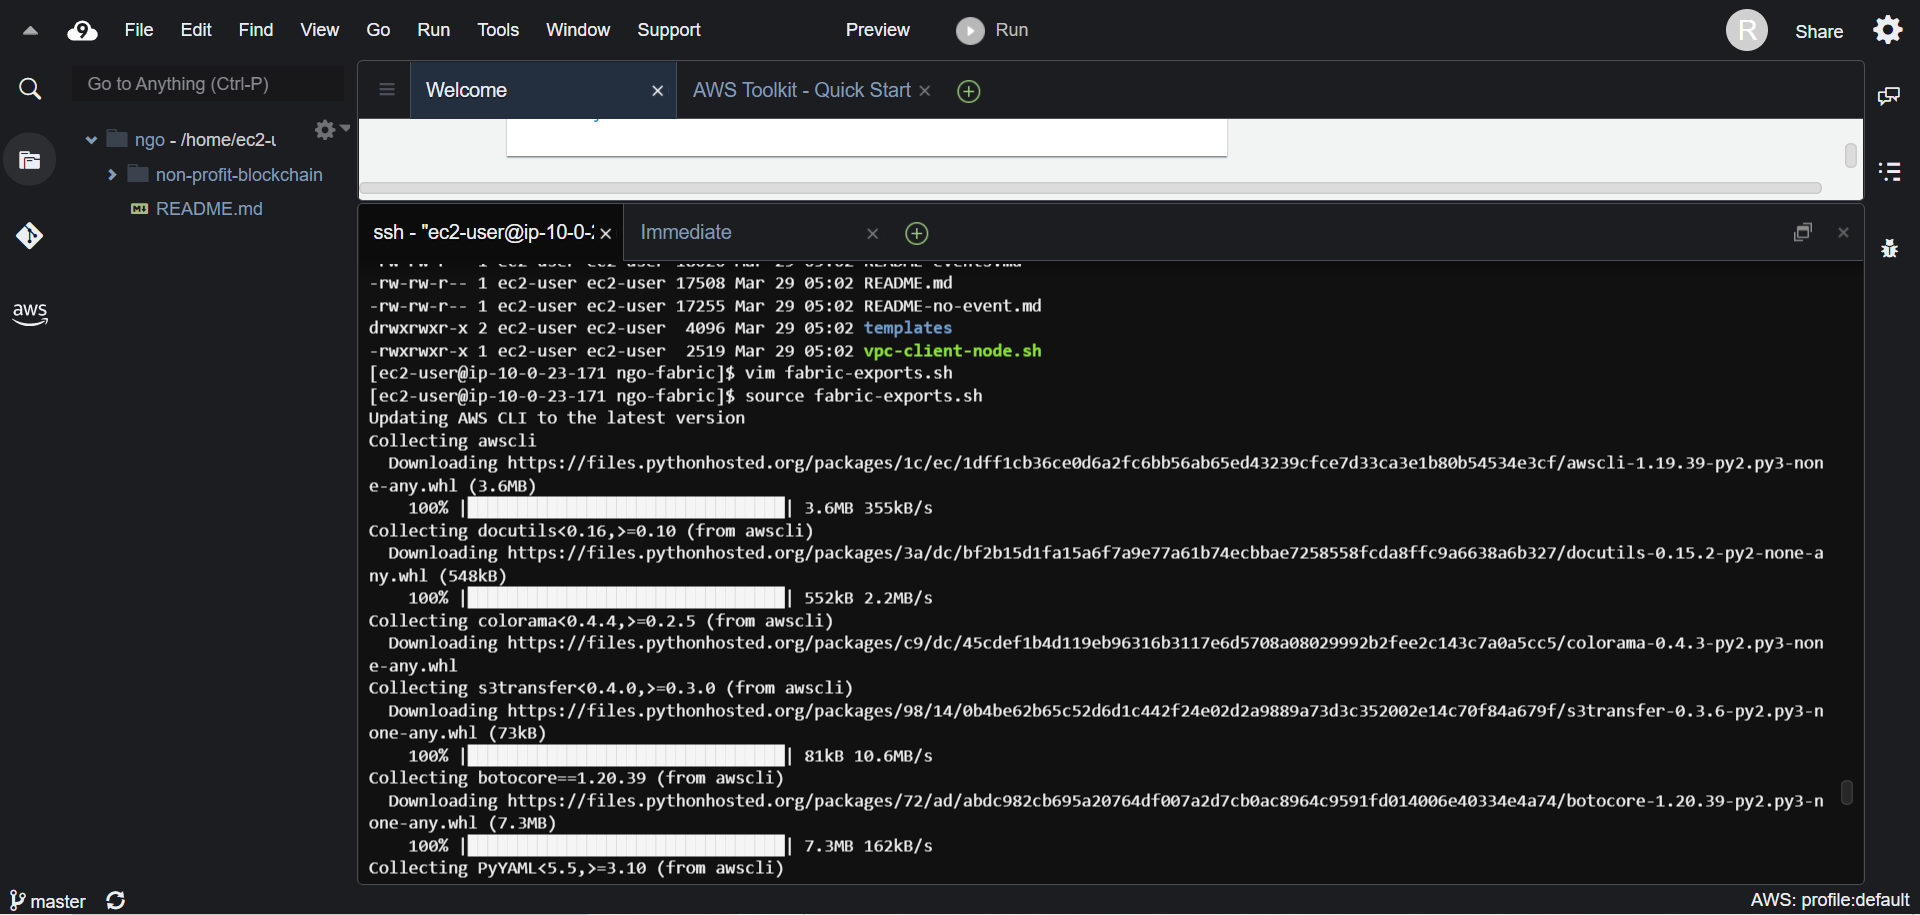 File Edit Find View Go Run Tools Window Support Preview Run R Share
Go to Anything (Ctrl-P)
Welcome
AWS Toolkit - Quick Start
ngo - /home/ec2-u
non-profit-blockchain
README.md
aws
ssh - "ec2-user@ip-10-0-2
Immediate
-rw-rw-r-- 1 ec2-user ec2-user 17508 Mar 29 05:02 README.md
-rw-rw-r-- 1 ec2-user ec2-user 17255 Mar 29 05:02 README-no-event.md
drwxrwxr-x 2 ec2-user ec2-user  4096 Mar 29 05:02 templates
-rwxrwxr-x 1 ec2-user ec2-user  2519 Mar 29 05:02 vpc-client-node.sh
[ec2-user@ip-10-0-23-171 ngo-fabric]$ vim fabric-exports.sh
[ec2-user@ip-10-0-23-171 ngo-fabric]$ source fabric-exports.sh
Updating AWS CLI to the latest version
Collecting awscli
Downloading https://files.pythonhosted.org/packages/1c/ec/1dff1cb36ce0d6a2fc6bb56ab65ed43239cfce7d33ca3e1b80b54534e3cf/awscli-1.19.39-py2.py3-non
e-any.whl (3.6MB)
100% | | 3.6MB 355kB/s
Collecting docutils<0.16,>=0.10 (from awscli)
Downloading https://files.pythonhosted.org/packages/3a/dc/bf2b15d1fa15a6f7a9e77a61b74ecbbae7258558fcda8ffc9a6638a6b327/docutils-0.15.2-py2-none-a
ny.whl (548kB)
100% | | 552kB 2.2MB/s
Collecting colorama<0.4.4,>=0.2.5 (from awscli)
Downloading https://files.pythonhosted.org/packages/c9/dc/45cdef1b4d119eb96316b3117e6d5708a08029992b2fee2c143c7a0a5cc5/colorama-0.4.3-py2.py3-non
e-any.whl
Collecting s3transfer<0.4.0,>=0.3.0 (from awscli)
Downloading https://files.pythonhosted.org/packages/98/14/0b4be62b65c52d6d1c442f24e02d2a9889a73d3c352002e14c70f84a679f/s3transfer-0.3.6-py2.py3-n
one-any.whl (73kB)
100% | | 81kB 10.6MB/s
Collecting botocore==1.20.39 (from awscli)
Downloading https://files.pythonhosted.org/packages/72/ad/abdc982cb695a20764df007a2d7cb0ac8964c9591fd014006e40334e4a74/botocore-1.20.39-py2.py3-n
one-any.whl (7.3MB)
100% | | 7.3MB 162kB/s
Collecting PyYAML<5.5,>=3.10 (from awscli)
master
AWS: profile:default